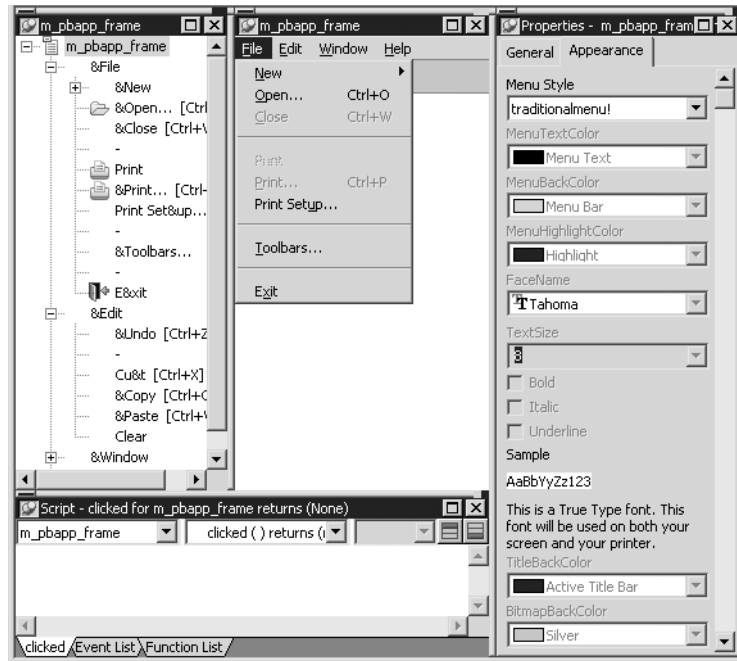 m_pbapp_frame
m_pbapp_frame
&File
&New
&Open... [Ctrl
&Close [Ctrl+\
-
Print
&Print... [Ctrl-
Print Set&up...
-
&Toolbars...
-
E&xit
&Edit
&Undo [Ctrl+Z
-
Cu&t [Ctrl+X]
&Copy [Ctrl+C
&Paste [Ctrl+\
Clear
&Window
m_pbapp_frame
File Edit Window Help
New
Open... Ctrl+O
Close Ctrl+W
Print
Print... Ctrl+P
Print Setup...
Toolbars...
Exit
Properties - m_pbapp_fram
General Appearance
Menu Style
traditionalmenu!
MenuTextColor
Menu Text
MenuBackColor
Menu Bar
MenuHighlightColor
Highlight
FaceName
Tahoma
TextSize
8
Bold
Italic
Underline
Sample
AaBbYyZz123
This is a True Type font. This
font will be used on both your
screen and your printer.
TitleBackColor
Active Title Bar
BitmapBackColor
Silver
Script - clicked for m_pbapp_frame returns (None)
m_pbapp_frame clicked ( ) returns (
clicked Event List Function List